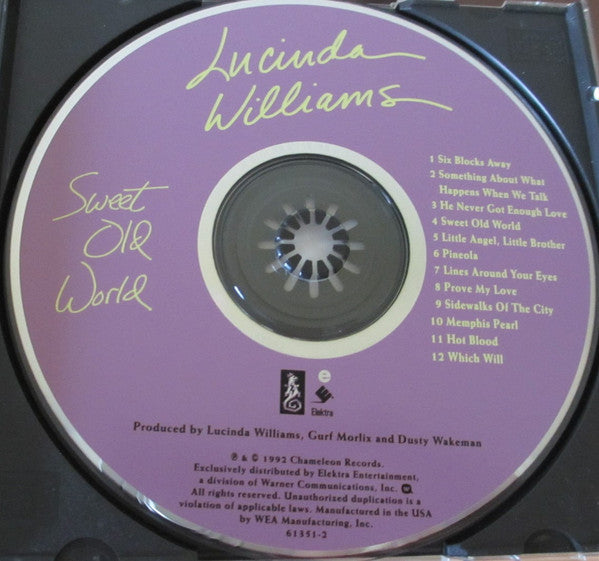 Lucinda
Williams
Sweet
Old
World
1 Six Blocks Away
2 Something About What
Happens When We Talk
3 He Never Got Enough Love
4 Sweet Old World
5 Little Angel, Little Brother
6 Pineola
7 Lines Around Your Eyes
8 Prove My Love
9 Sidewalks Of The City
10 Memphis Pearl
11 Hot Blood
12 Which Will
e
Elektra
Produced by Lucinda Williams, Gurf Morlix and Dusty Wakeman
℗ & © 1992 Chameleon Records.
Exclusively distributed by Elektra Entertainment,
a division of Warner Communications, Inc.
All rights reserved. Unauthorized duplication is a
violation of applicable laws. Manufactured in the USA
by WEA Manufacturing, Inc.
61351-2